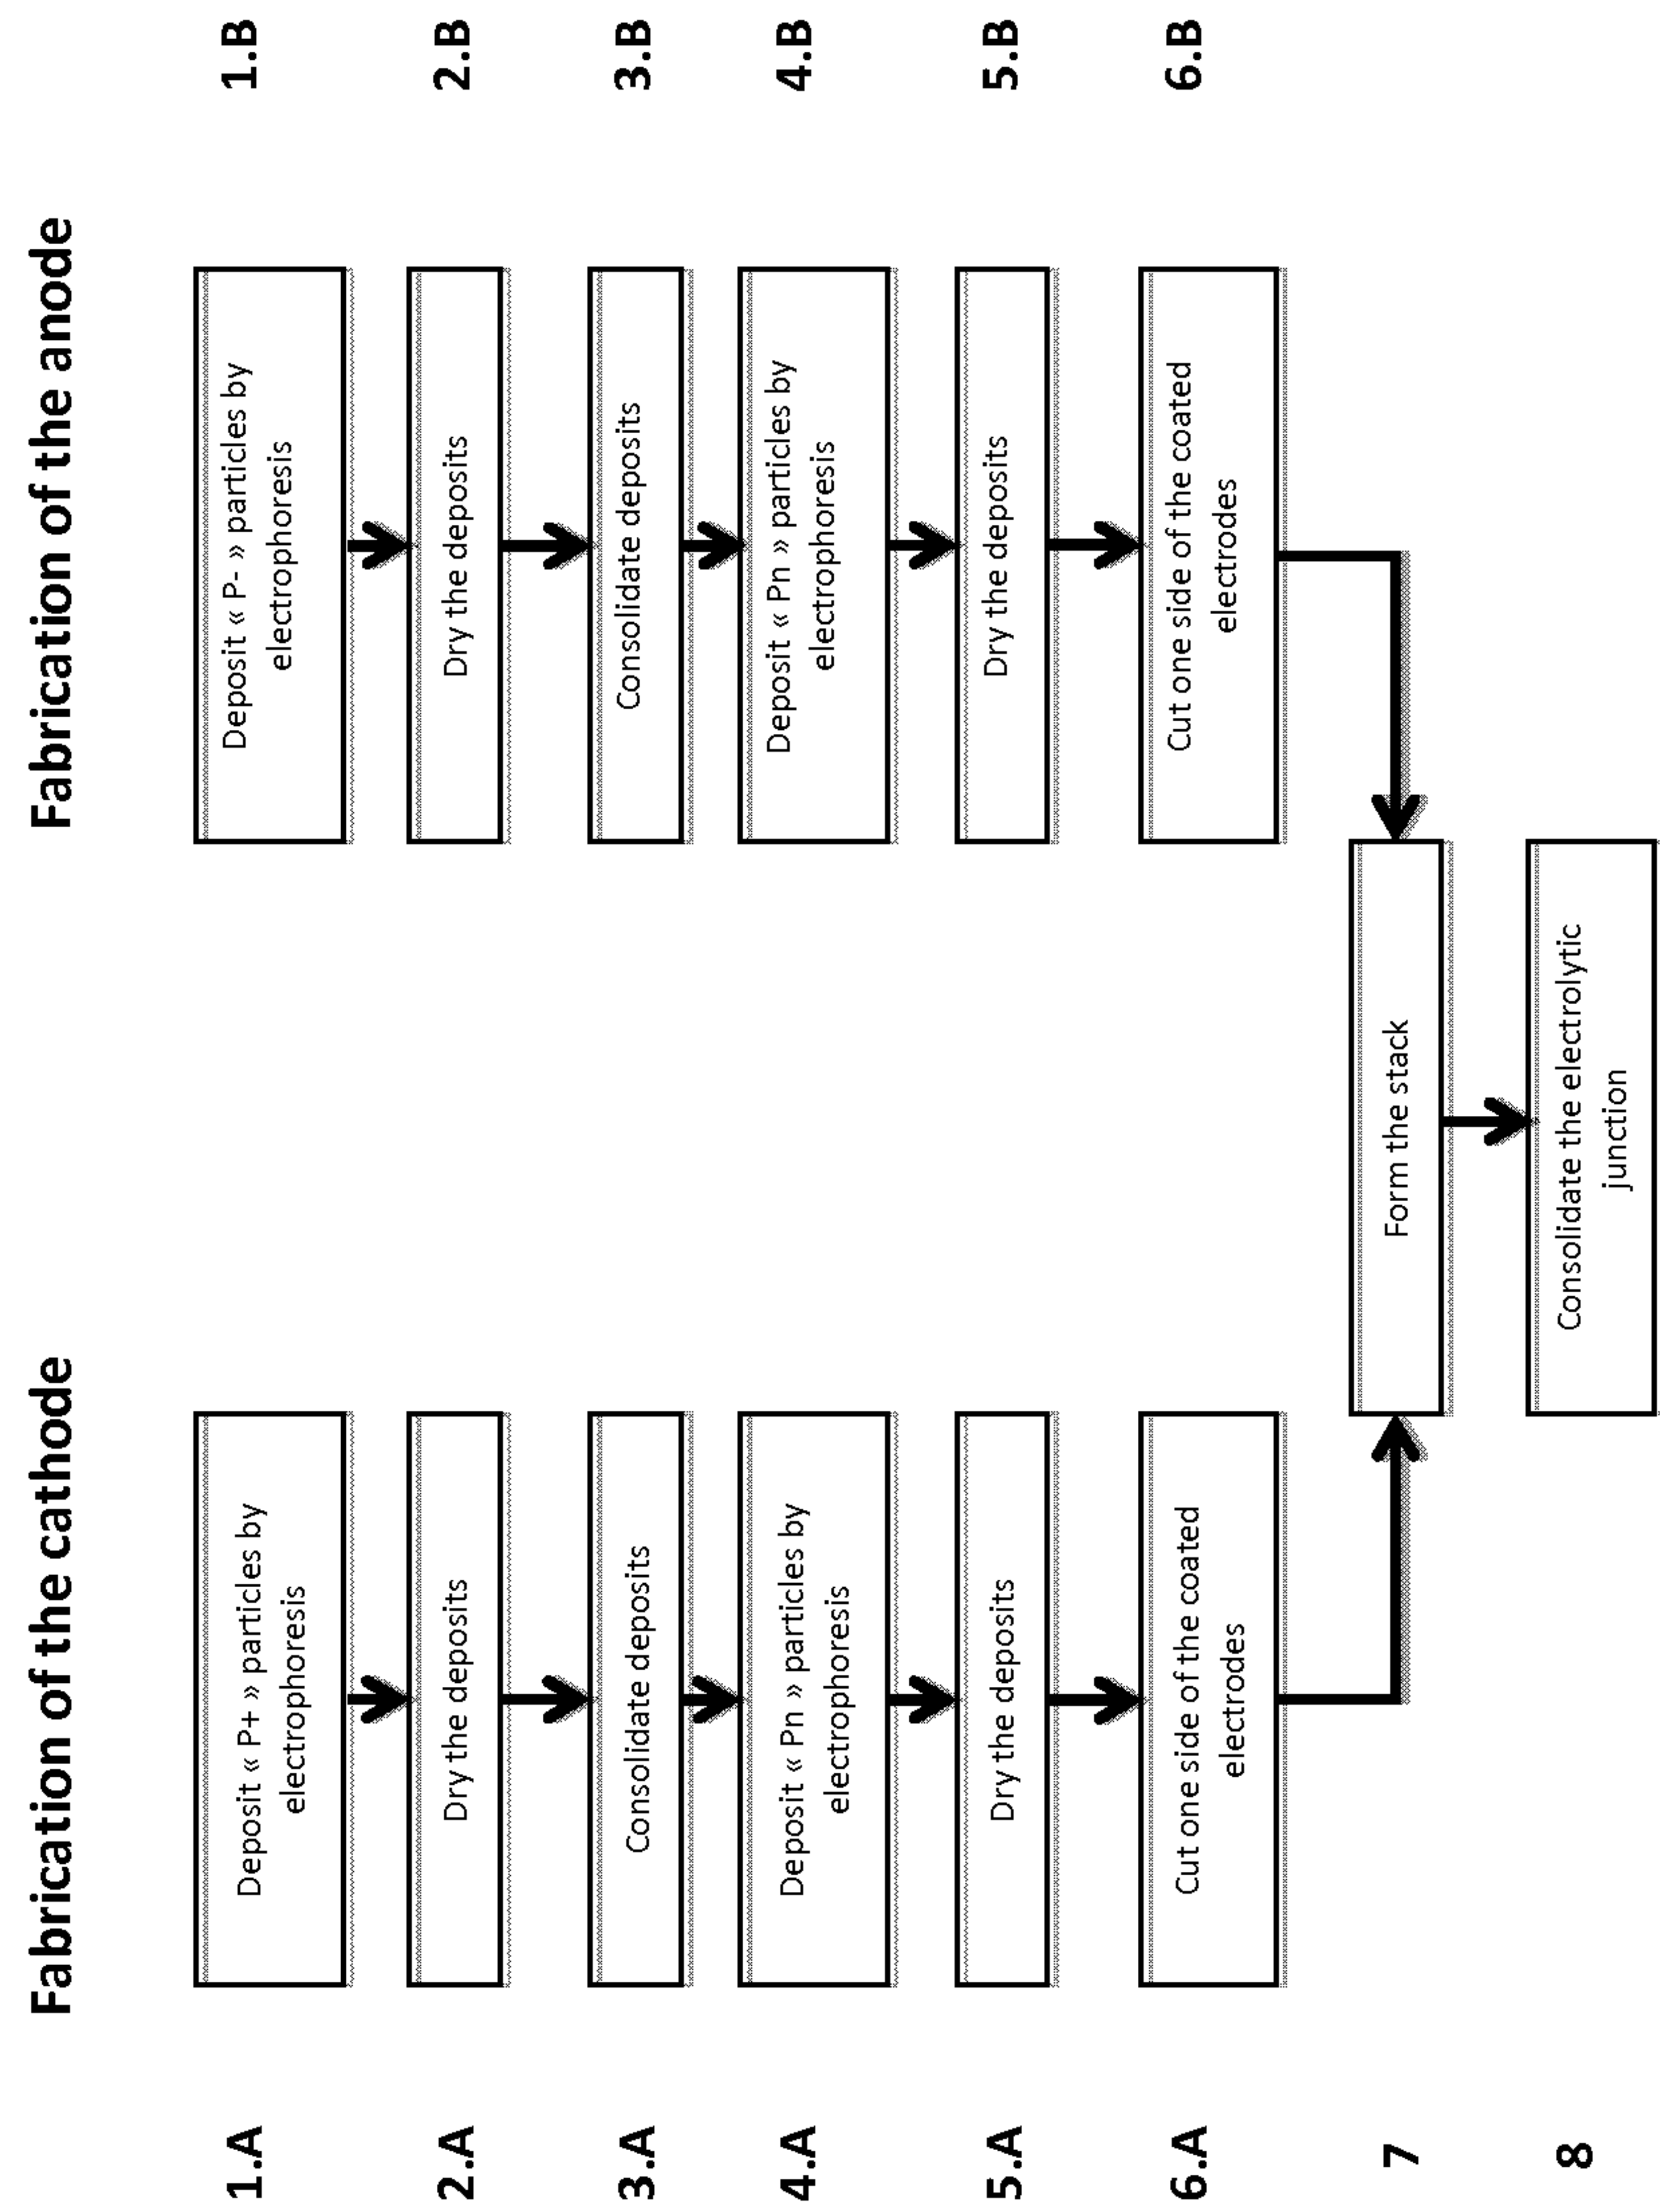 Fabrication of the cathode
Fabrication of the anode
1.A
Deposit « P+ » particles by
electrophoresis
Deposit « P- » particles by
electrophoresis
1.B
2.A
Dry the deposits
Dry the deposits
2.B
3.A
Consolidate deposits
Consolidate deposits
3.B
4.A
Deposit « Pn » particles by
electrophoresis
Deposit « Pn » particles by
electrophoresis
4.B
5.A
Dry the deposits
Dry the deposits
5.B
6.A
Cut one side of the coated
electrodes
Cut one side of the coated
electrodes
6.B
7
Form the stack
8
Consolidate the electrolytic
junction